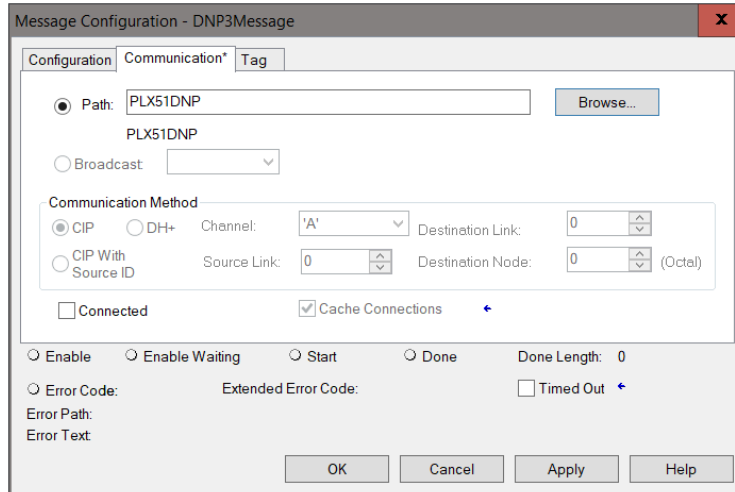 Message Configuration - DNP3Message x
Configuration Communication* Tag
Path: PLX51DNP Browse...
PLX51DNP
Broadcast:
Communication Method
CIP DH+ Channel: 'A' Destination Link: 0
CIP With Source ID Source Link: 0 Destination Node: 0 (Octal)
Connected Cache Connections
Enable Enable Waiting Start Done Done Length: 0
Error Code: Extended Error Code: Timed Out
Error Path:
Error Text:
OK Cancel Apply Help